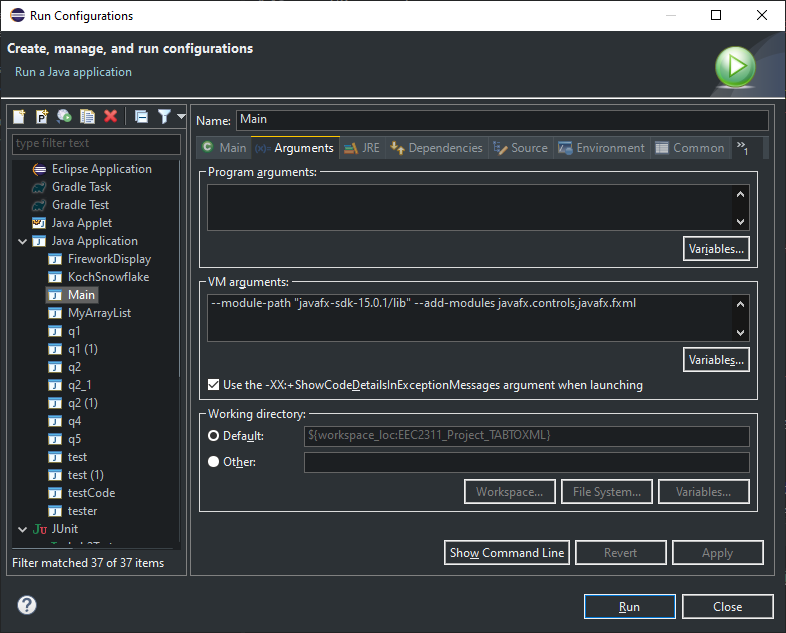 Run Configurations
Create, manage, and run configurations
Run a Java application
type filter text
Eclipse Application
Gradle Task
Gradle Test
Java Applet
Java Application
FireworkDisplay
KochSnowflake
Main
MyArrayList
q1
q1 (1)
q2
q2_1
q2 (1)
q4
q5
test
test (1)
testCode
tester
JUnit
Filter matched 37 of 37 items
Name: Main
Main Arguments JRE Dependencies Source Environment Common »1
Program arguments:
Variables...
VM arguments:
--module-path "javafx-sdk-15.0.1/lib" --add-modules javafx.controls,javafx.fxml
Variables...
Use the -XX:+ShowCodeDetailsInExceptionMessages argument when launching
Working directory:
Default: ${workspace_loc:EEC2311_Project_TABTOXML}
Other:
Workspace... File System... Variables...
Show Command Line Revert Apply
Run Close